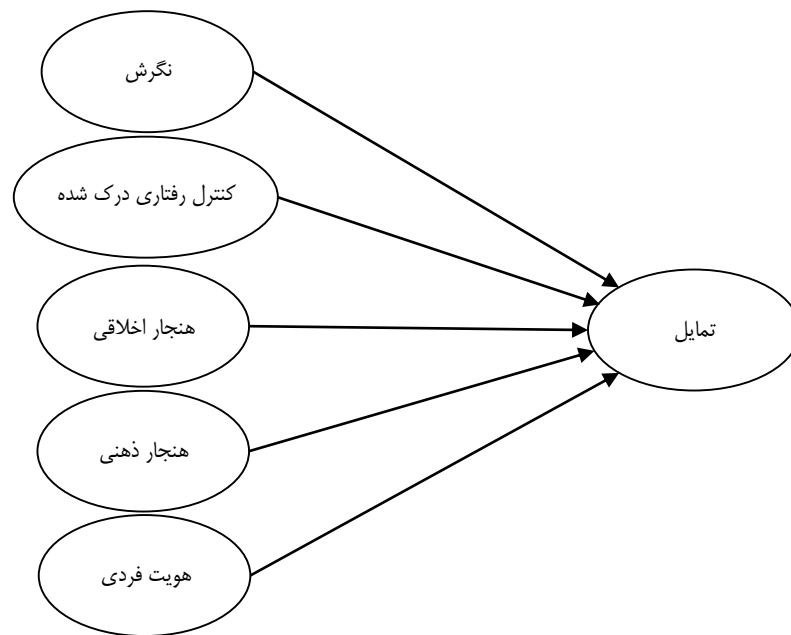 نگرش
کنترل رفتاری درک شده
هنجار اخلاقی
تمایل
هنجار ذهنی
هویت فردی